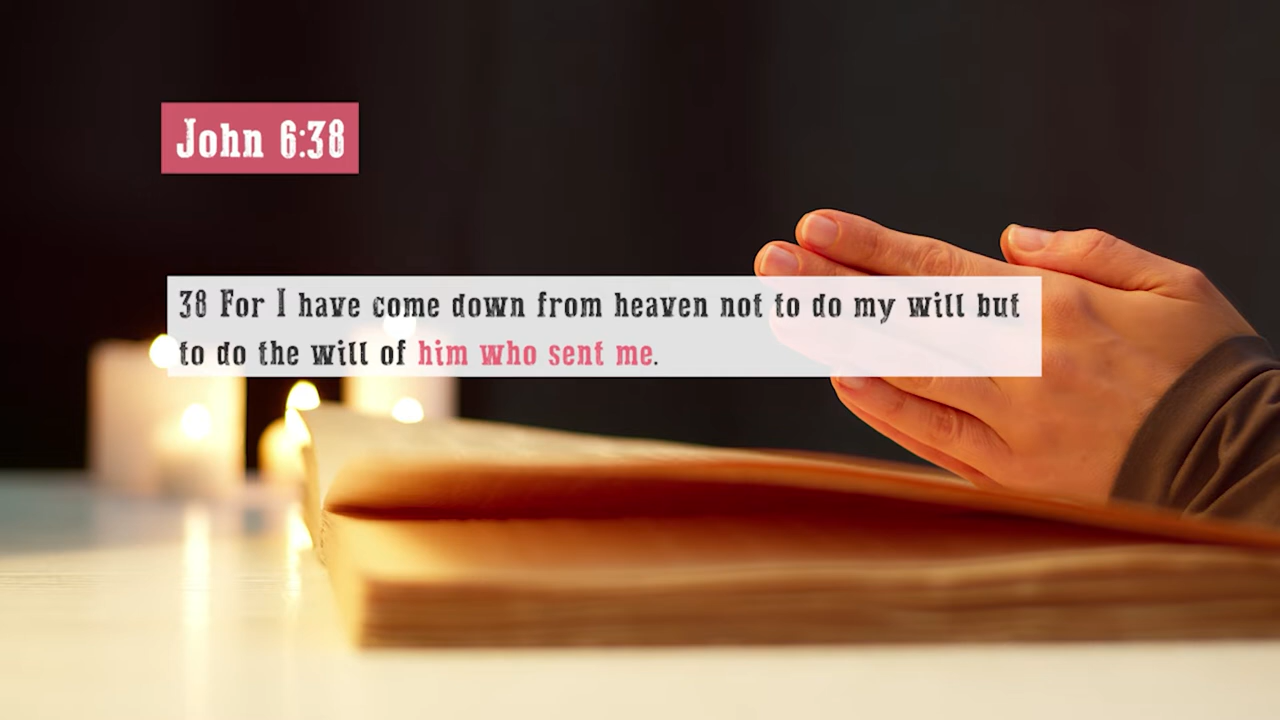 John 6:38
38 For I have come down from heaven not to do my will but
to do the will of him who sent me.